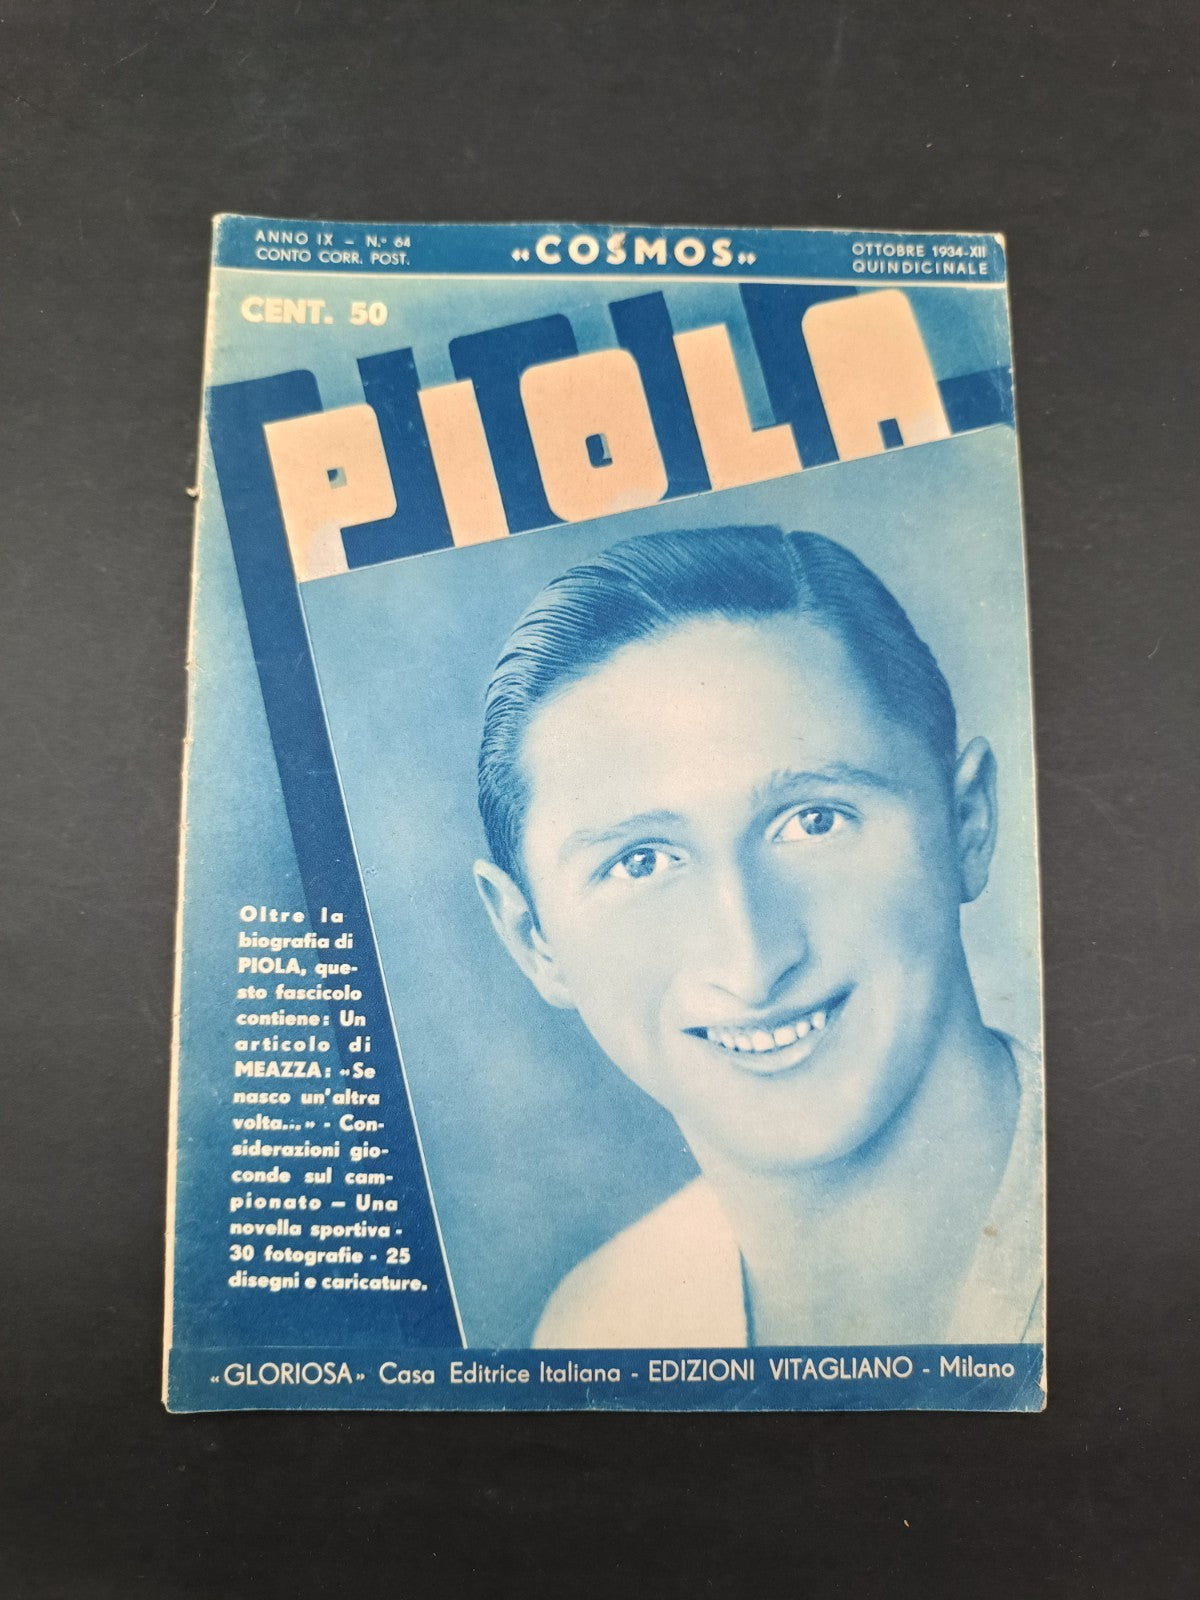 ANNO IX - N.° 64
CONTO CORR. POST.
«COSMOS»
OTTOBRE 1934-XII
QUINDICINALE
CENT. 50
PIOLA
Oltre la
biografia di
PIOLA, que-
sto fascicolo
contiene: Un
articolo di
MEAZZA: «Se
nasco un'altra
volta...» - Con-
siderazioni gio-
conde sul cam-
pionato – Una
novella sportiva -
30 fotografie - 25
disegni e caricature.
«GLORIOSA» Casa Editrice Italiana - EDIZIONI VITAGLIANO - Milano